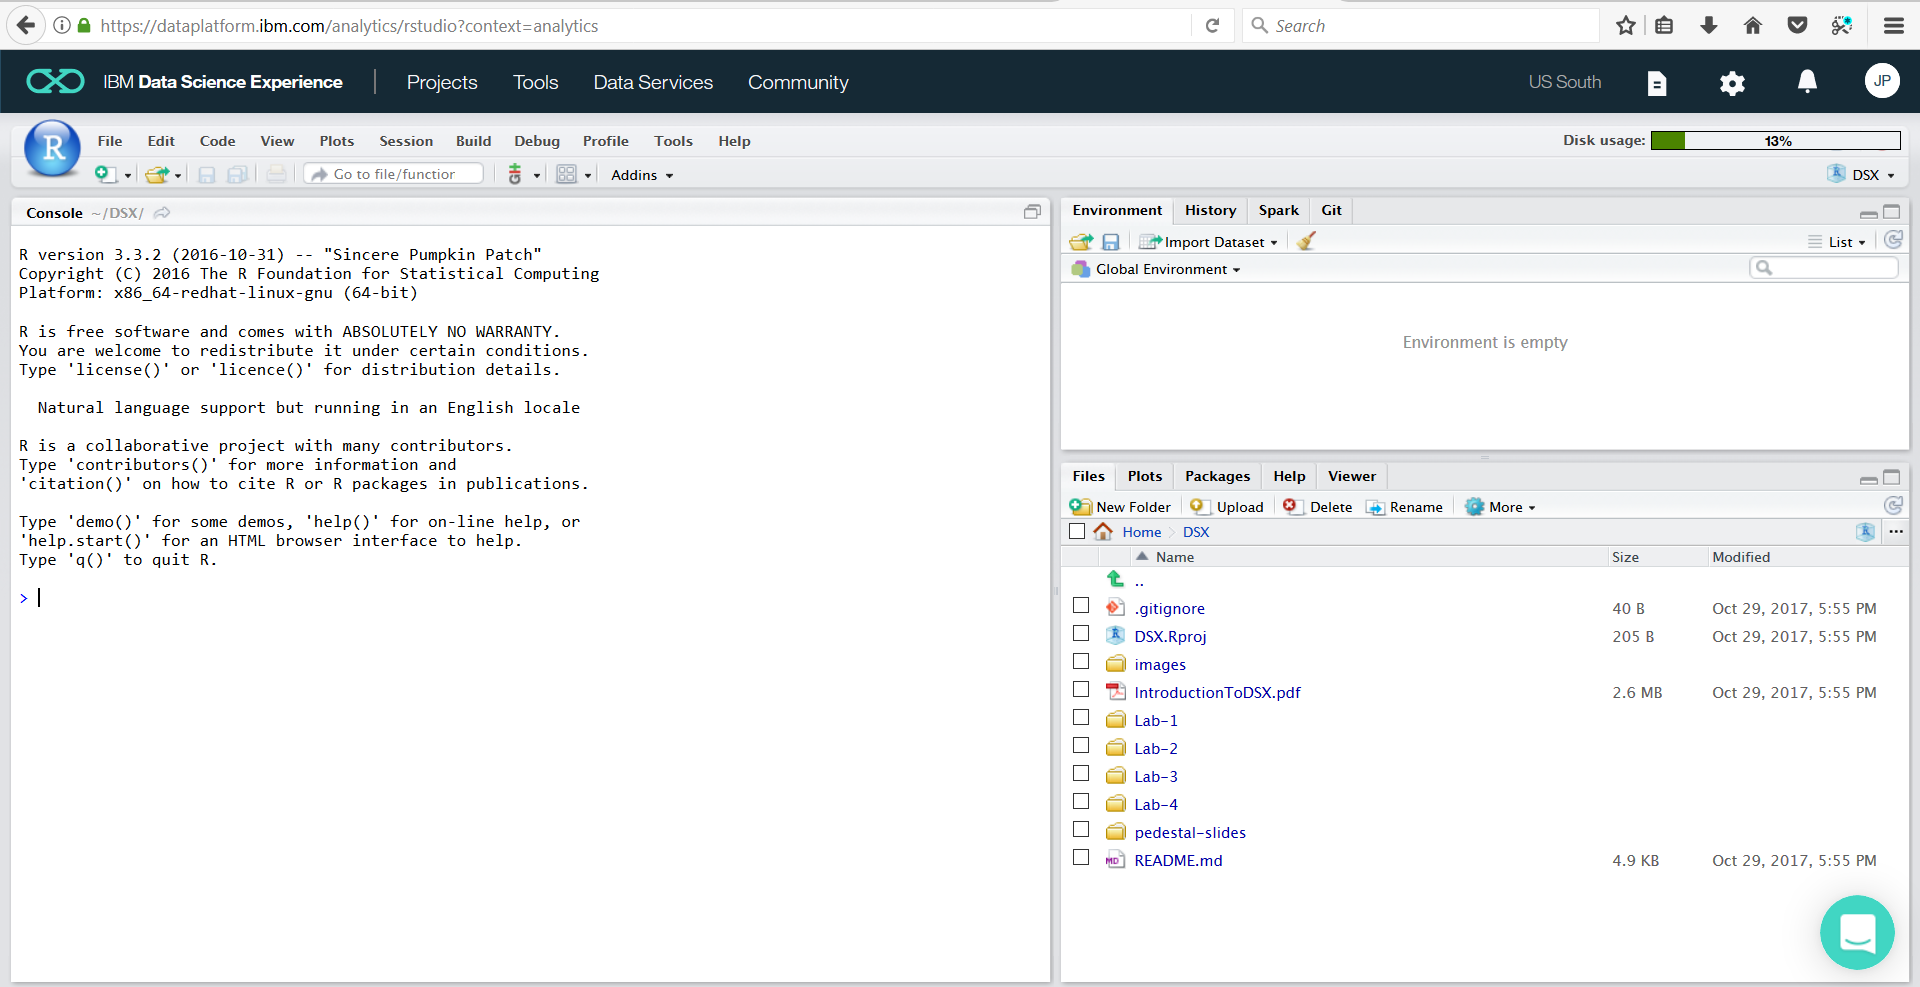 https://dataplatform.ibm.com/analytics/rstudio?context=analytics
Search
IBM Data Science Experience
Projects
Tools
Data Services
Community
US South
JP
R
File Edit Code View Plots Session Build Debug Profile Tools Help
Disk usage: 13%
Go to file/function
Addins
DSX
Console ~/DSX/
R version 3.3.2 (2016-10-31) -- "Sincere Pumpkin Patch"
Copyright (C) 2016 The R Foundation for Statistical Computing
Platform: x86_64-redhat-linux-gnu (64-bit)
R is free software and comes with ABSOLUTELY NO WARRANTY.
You are welcome to redistribute it under certain conditions.
Type 'license()' or 'licence()' for distribution details.
Natural language support but running in an English locale
R is a collaborative project with many contributors.
Type 'contributors()' for more information and
'citation()' on how to cite R or R packages in publications.
Type 'demo()' for some demos, 'help()' for on-line help, or
'help.start()' for an HTML browser interface to help.
Type 'q()' to quit R.
>
Environment History Spark Git
Import Dataset
List
Global Environment
Environment is empty
Files Plots Packages Help Viewer
New Folder Upload Delete Rename More
Home DSX
R
...
Name Size Modified
..
.gitignore 40 B Oct 29, 2017, 5:55 PM
DSX.Rproj 205 B Oct 29, 2017, 5:55 PM
images
IntroductionToDSX.pdf 2.6 MB Oct 29, 2017, 5:55 PM
Lab-1
Lab-2
Lab-3
Lab-4
pedestal-slides
README.md 4.9 KB Oct 29, 2017, 5:55 PM